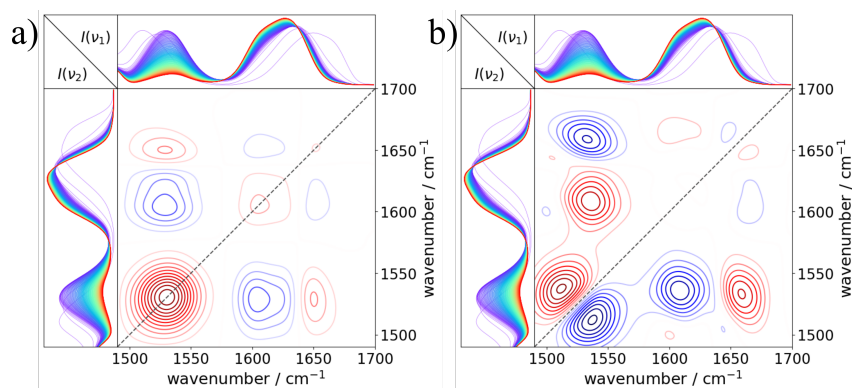 a)
I(ν₁)
I(ν₂)
1700
1650
1600
1550
1500
wavenumber / cm⁻¹
1500 1550 1600 1650 1700
wavenumber / cm⁻¹
b)
I(ν₁)
I(ν₂)
1700
1650
1600
1550
1500
wavenumber / cm⁻¹
1500 1550 1600 1650 1700
wavenumber / cm⁻¹